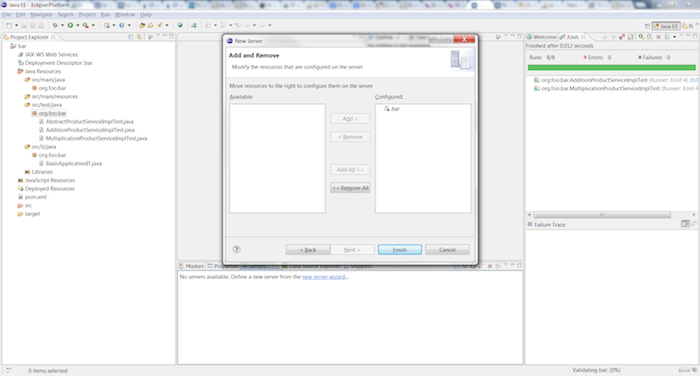 Java EE - Eclipse Platform
File Edit Navigate Search Project Run Window Help
Java EE
Project Explorer
bar
JAX-WS Web Services
Deployment Descriptor: bar
Java Resources
src/main/java
org.foo.bar
src/main/resources
src/test/java
org.foo.bar
AbstractProductServiceImplTest.java
AdditionProductServiceImplTest.java
MultiplicationProductServiceImplTest.java
src/it/java
org.foo.bar
BasicApplicationIT.java
Libraries
JavaScript Resources
Deployed Resources
pom.xml
src
target
New Server
Add and Remove
Modify the resources that are configured on the server
Move resources to the right to configure them on the server
Available:
Configured:
bar
Add >
< Remove
Add All >>
<< Remove All
< Back
Next >
Finish
Cancel
Markers Properties Servers Data Source Explorer Snippets
No servers available. Define a new server from the new server wizard...
Welcome JUnit
Finished after 0.012 seconds
Runs: 8/8 Errors: 0 Failures: 0
org.foo.bar.AdditionProductServiceImplTest [Runner: JUnit 4]
org.foo.bar.MultiplicationProductServiceImplTest [Runner: JUnit 4]
Failure Trace
0 items selected
Validating bar: (0%)